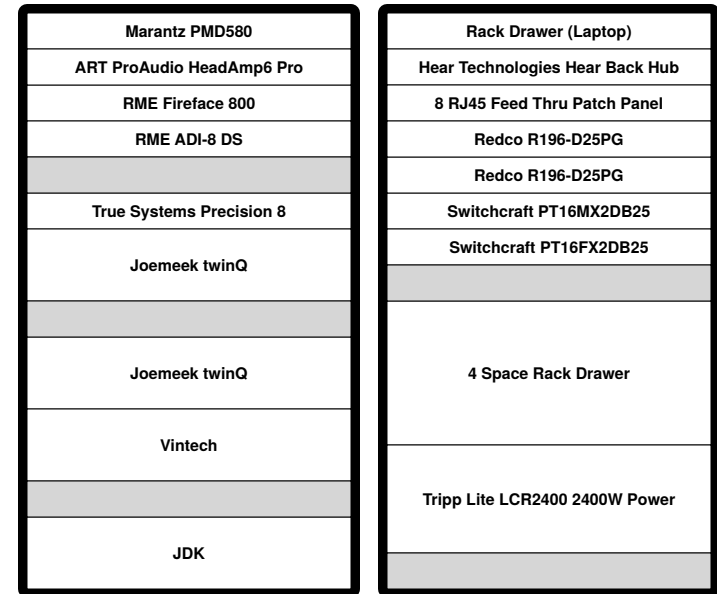 Marantz PMD580
ART ProAudio HeadAmp6 Pro
RME Fireface 800
RME ADI-8 DS
True Systems Precision 8
Joemeek twinQ
Joemeek twinQ
Vintech
JDK
Rack Drawer (Laptop)
Hear Technologies Hear Back Hub
8 RJ45 Feed Thru Patch Panel
Redco R196-D25PG
Redco R196-D25PG
Switchcraft PT16MX2DB25
Switchcraft PT16FX2DB25
4 Space Rack Drawer
Tripp Lite LCR2400 2400W Power